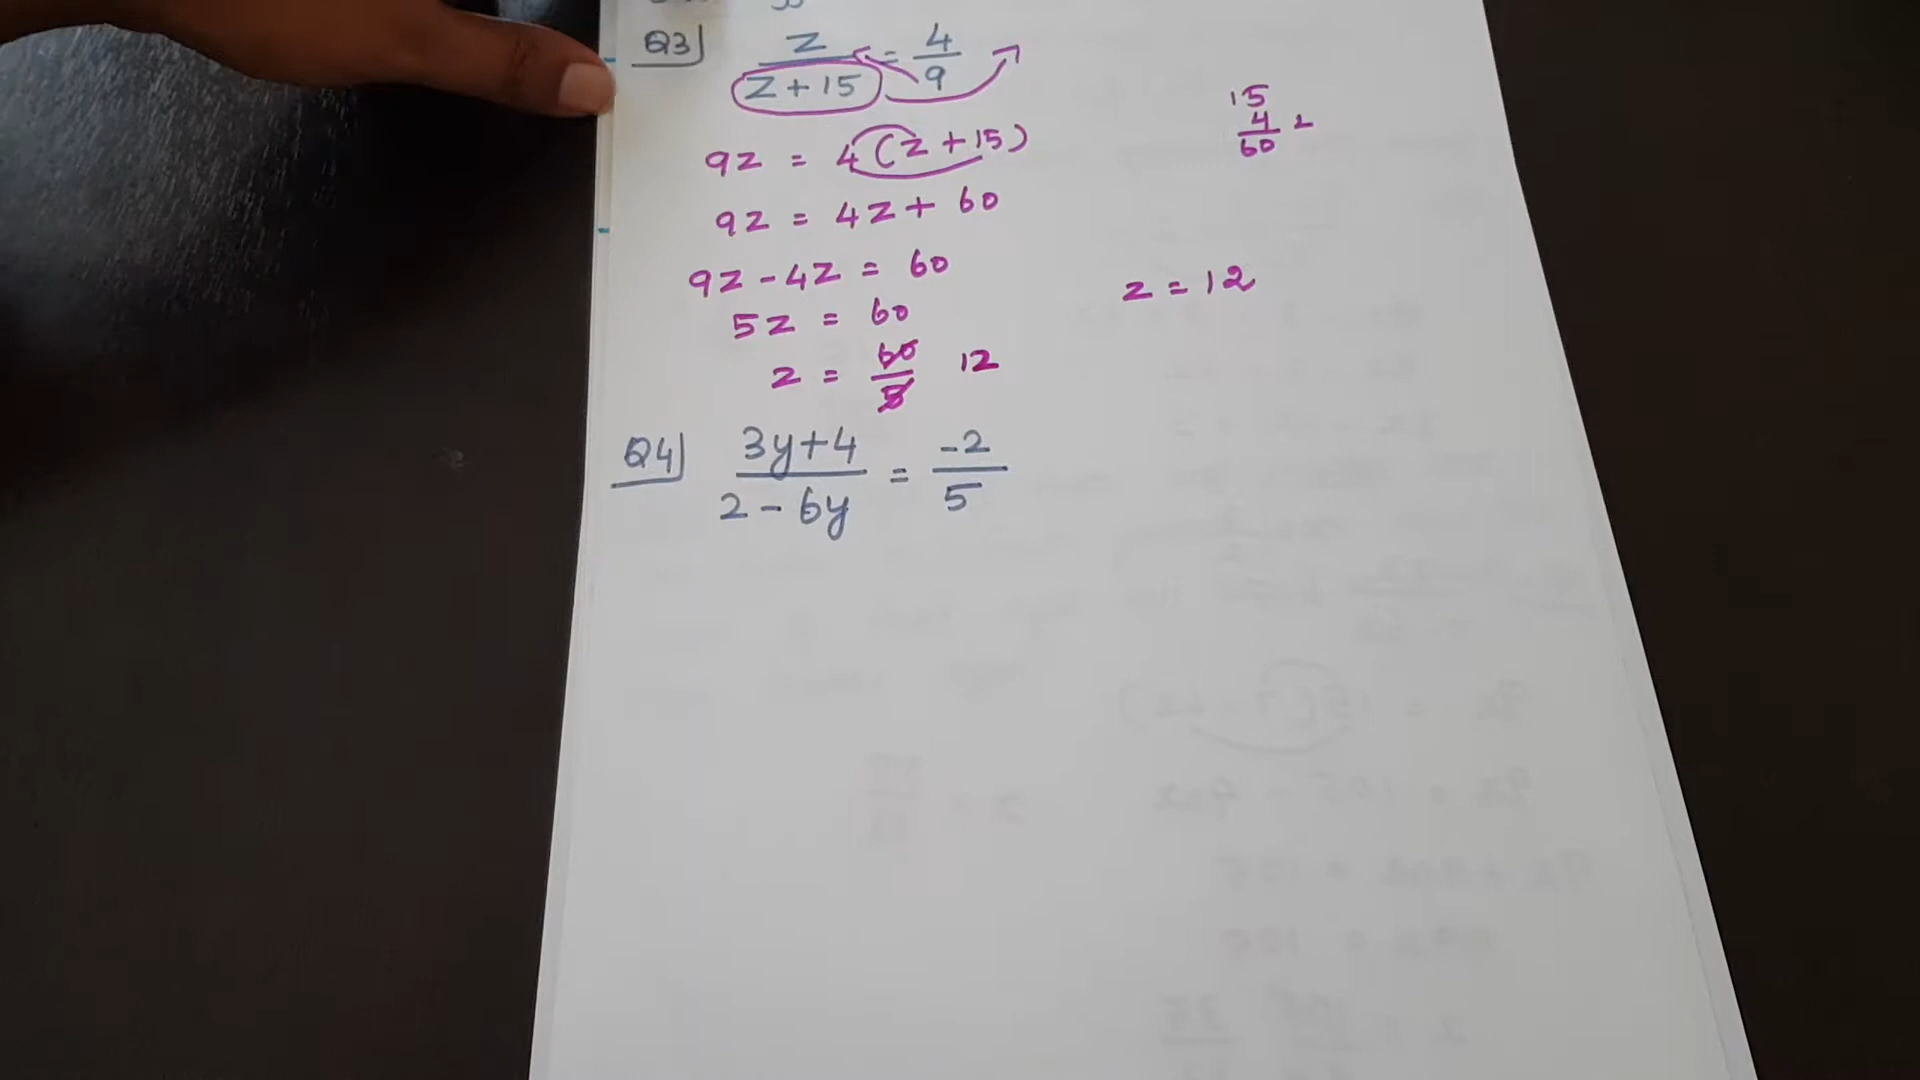 Q3] z/z+15 = 4/9
15
4
60
9z = 4(z+15)
9z = 4z+ 60
9z-4z = 60
z = 12
5z = 60
z = 60/5 12
Q4] 3y+4/2-6y = -2/5